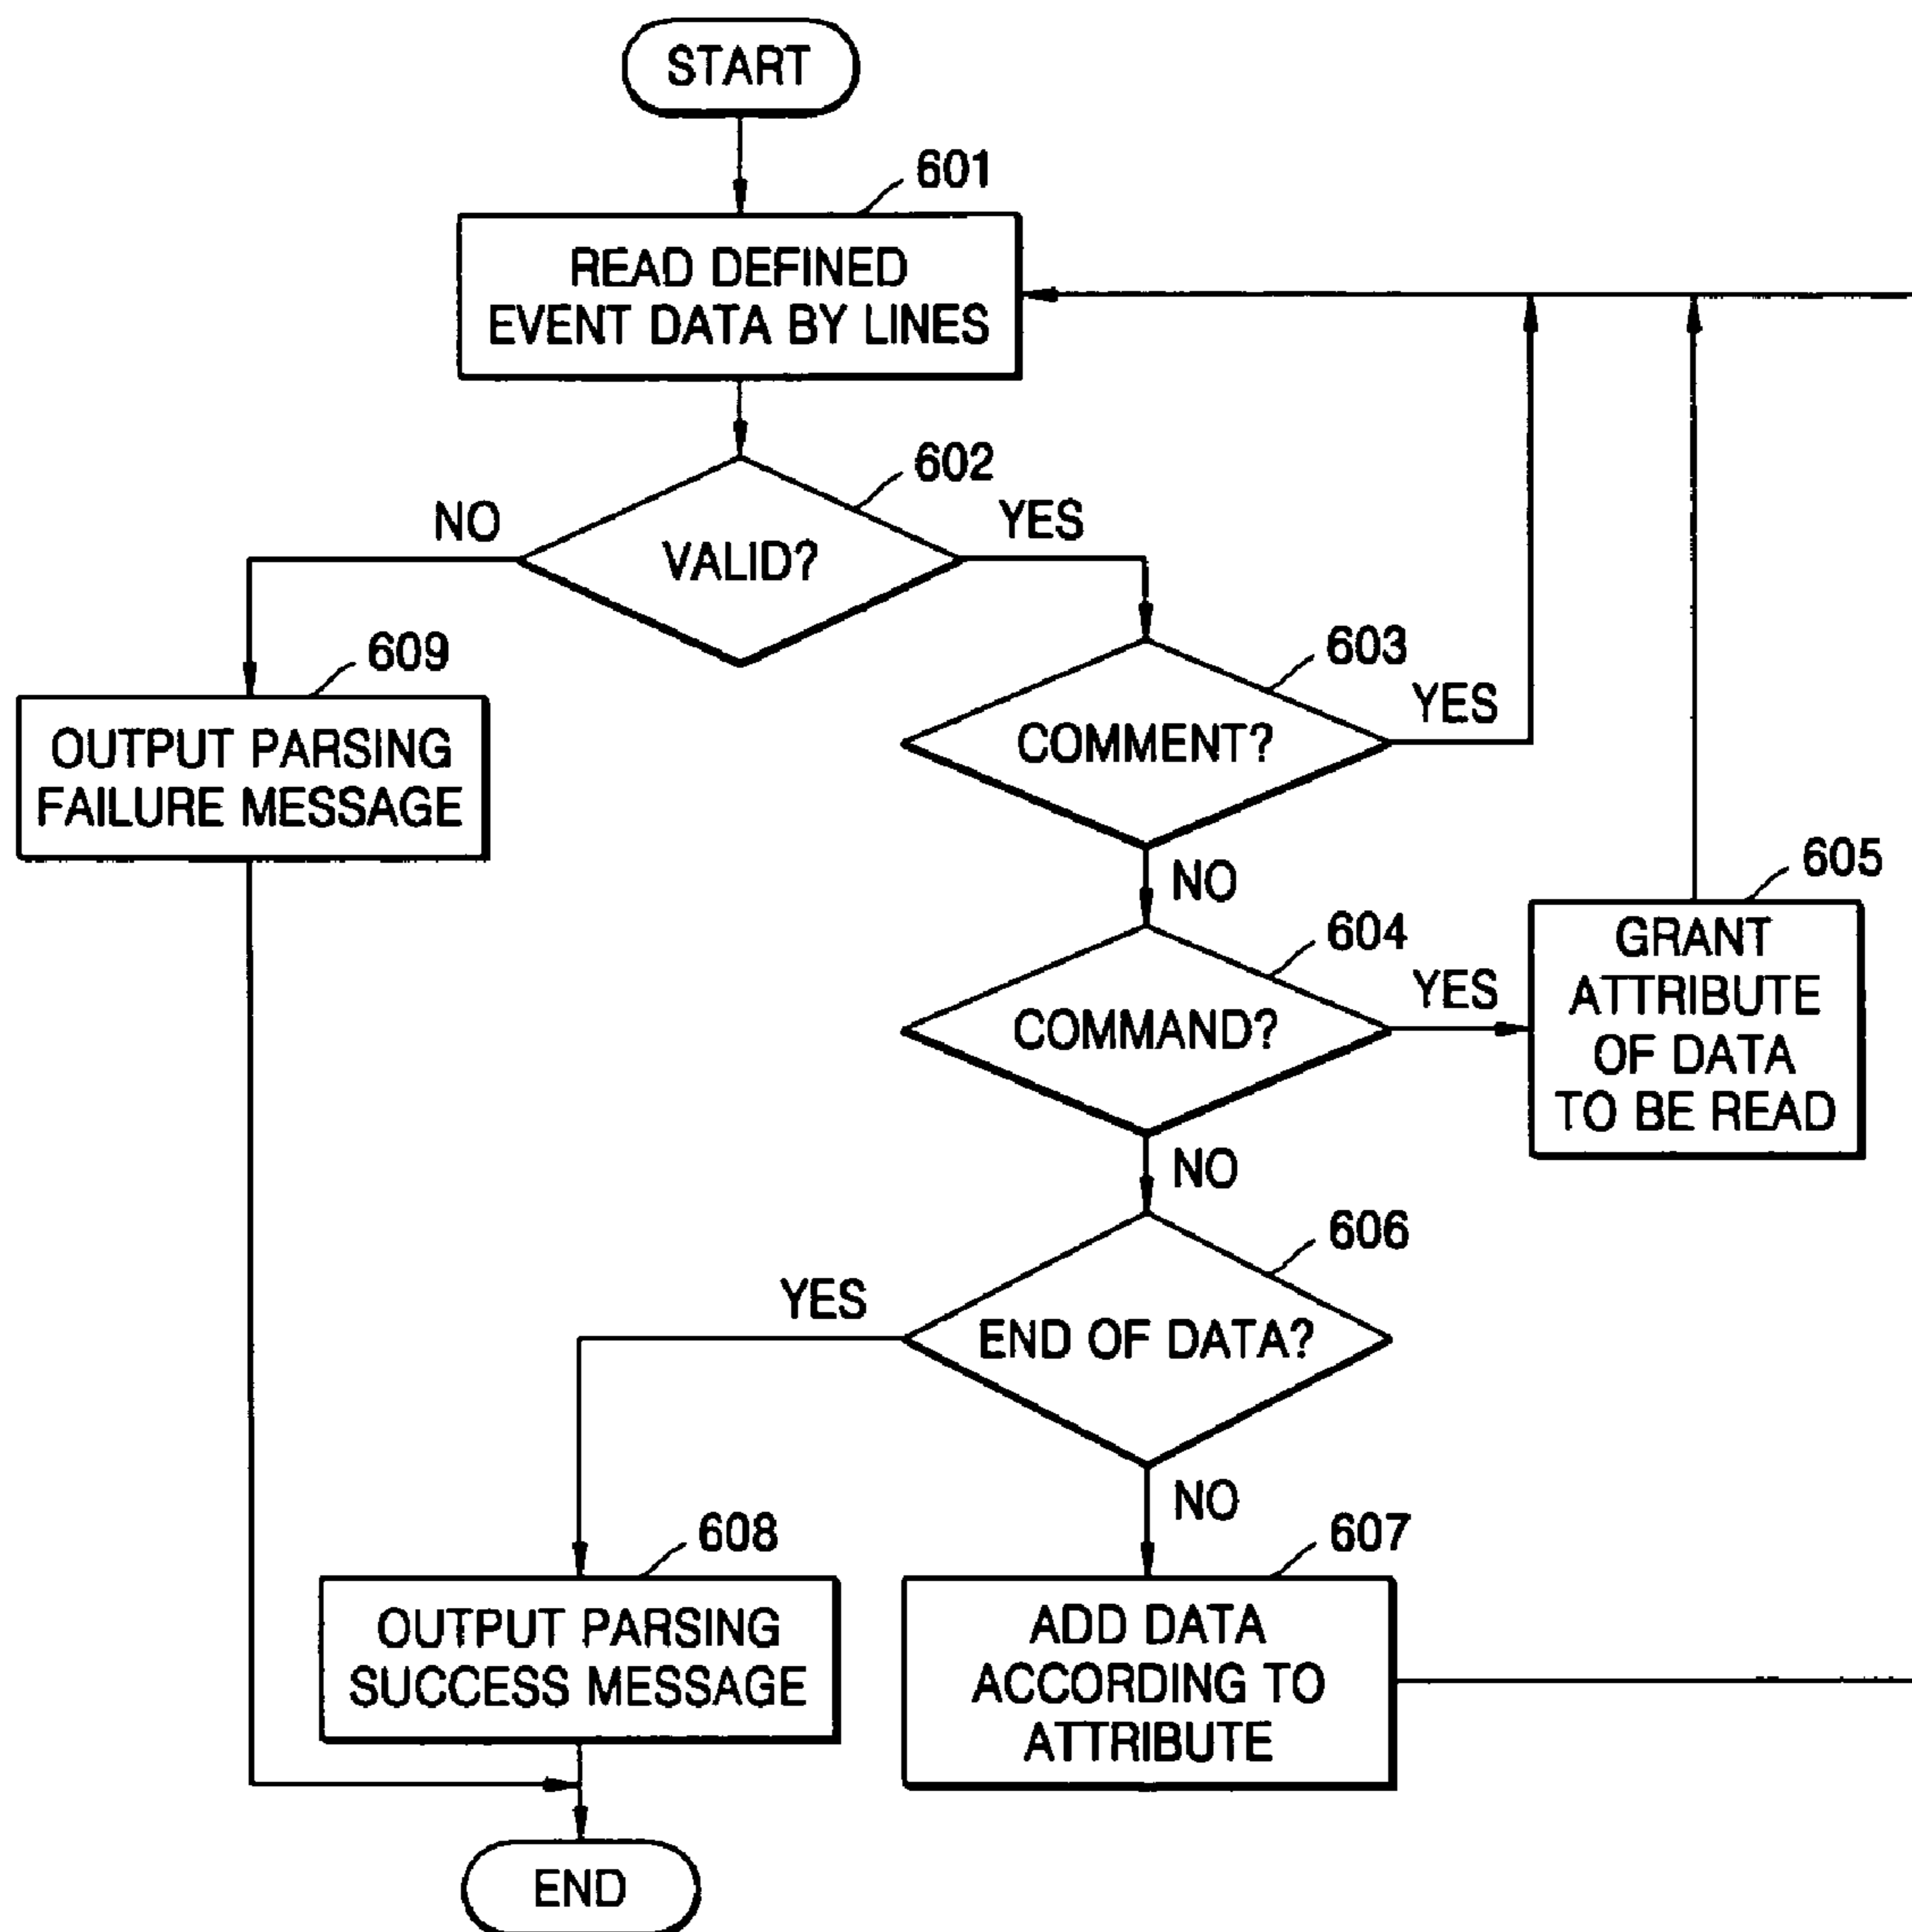 START
601
READ DEFINED
EVENT DATA BY LINES
602
NO
YES
VALID?
609
603
OUTPUT PARSING
FAILURE MESSAGE
COMMENT?
YES
NO
605
604
GRANT
ATTRIBUTE
OF DATA
TO BE READ
COMMAND?
YES
NO
606
YES
END OF DATA?
NO
608
607
OUTPUT PARSING
SUCCESS MESSAGE
ADD DATA
ACCORDING TO
ATTRIBUTE
END